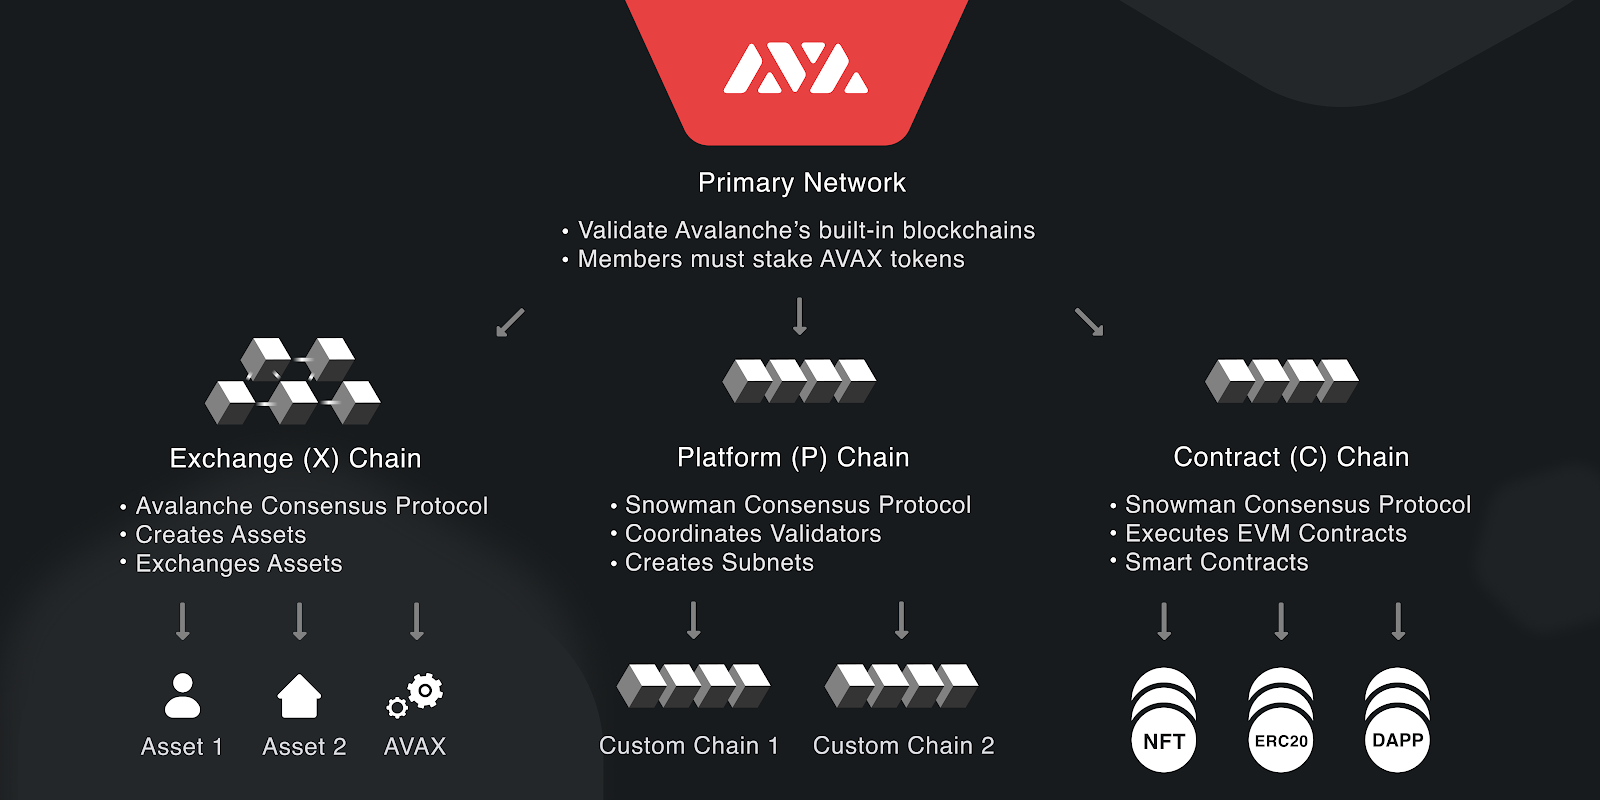 AVA
Primary Network
• Validate Avalanche’s built-in blockchains
• Members must stake AVAX tokens
Exchange (X) Chain
• Avalanche Consensus Protocol
• Creates Assets
• Exchanges Assets
Asset 1
Asset 2
AVAX
Platform (P) Chain
• Snowman Consensus Protocol
• Coordinates Validators
• Creates Subnets
Custom Chain 1
Custom Chain 2
Contract (C) Chain
• Snowman Consensus Protocol
• Executes EVM Contracts
• Smart Contracts
NFT
ERC20
DAPP